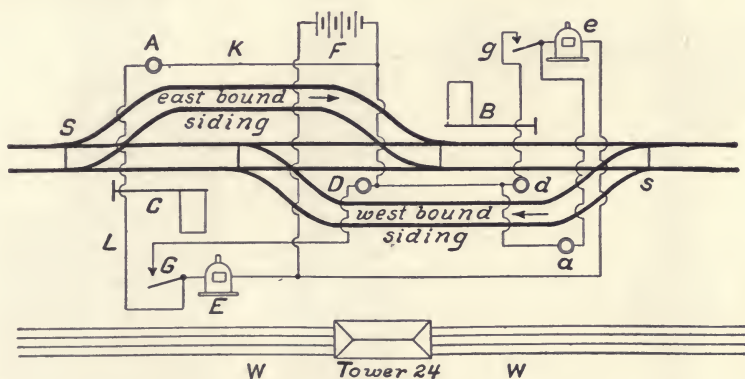 A K F g e
east bound
S siding B
D d s
C west bound
siding
L a
G E
W Tower 24 W